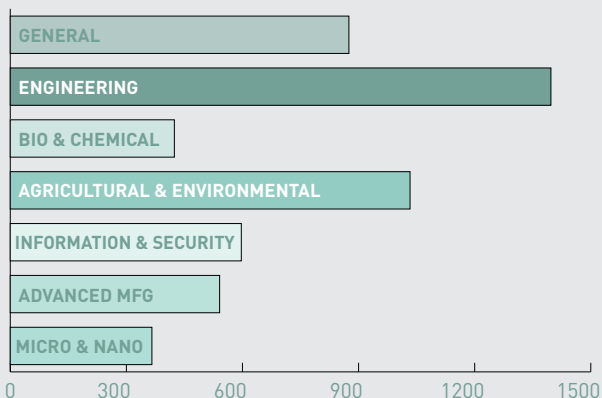 GENERAL
ENGINEERING
BIO & CHEMICAL
AGRICULTURAL & ENVIRONMENTAL
INFORMATION & SECURITY
ADVANCED MFG
MICRO & NANO
0 300 600 900 1200 1500